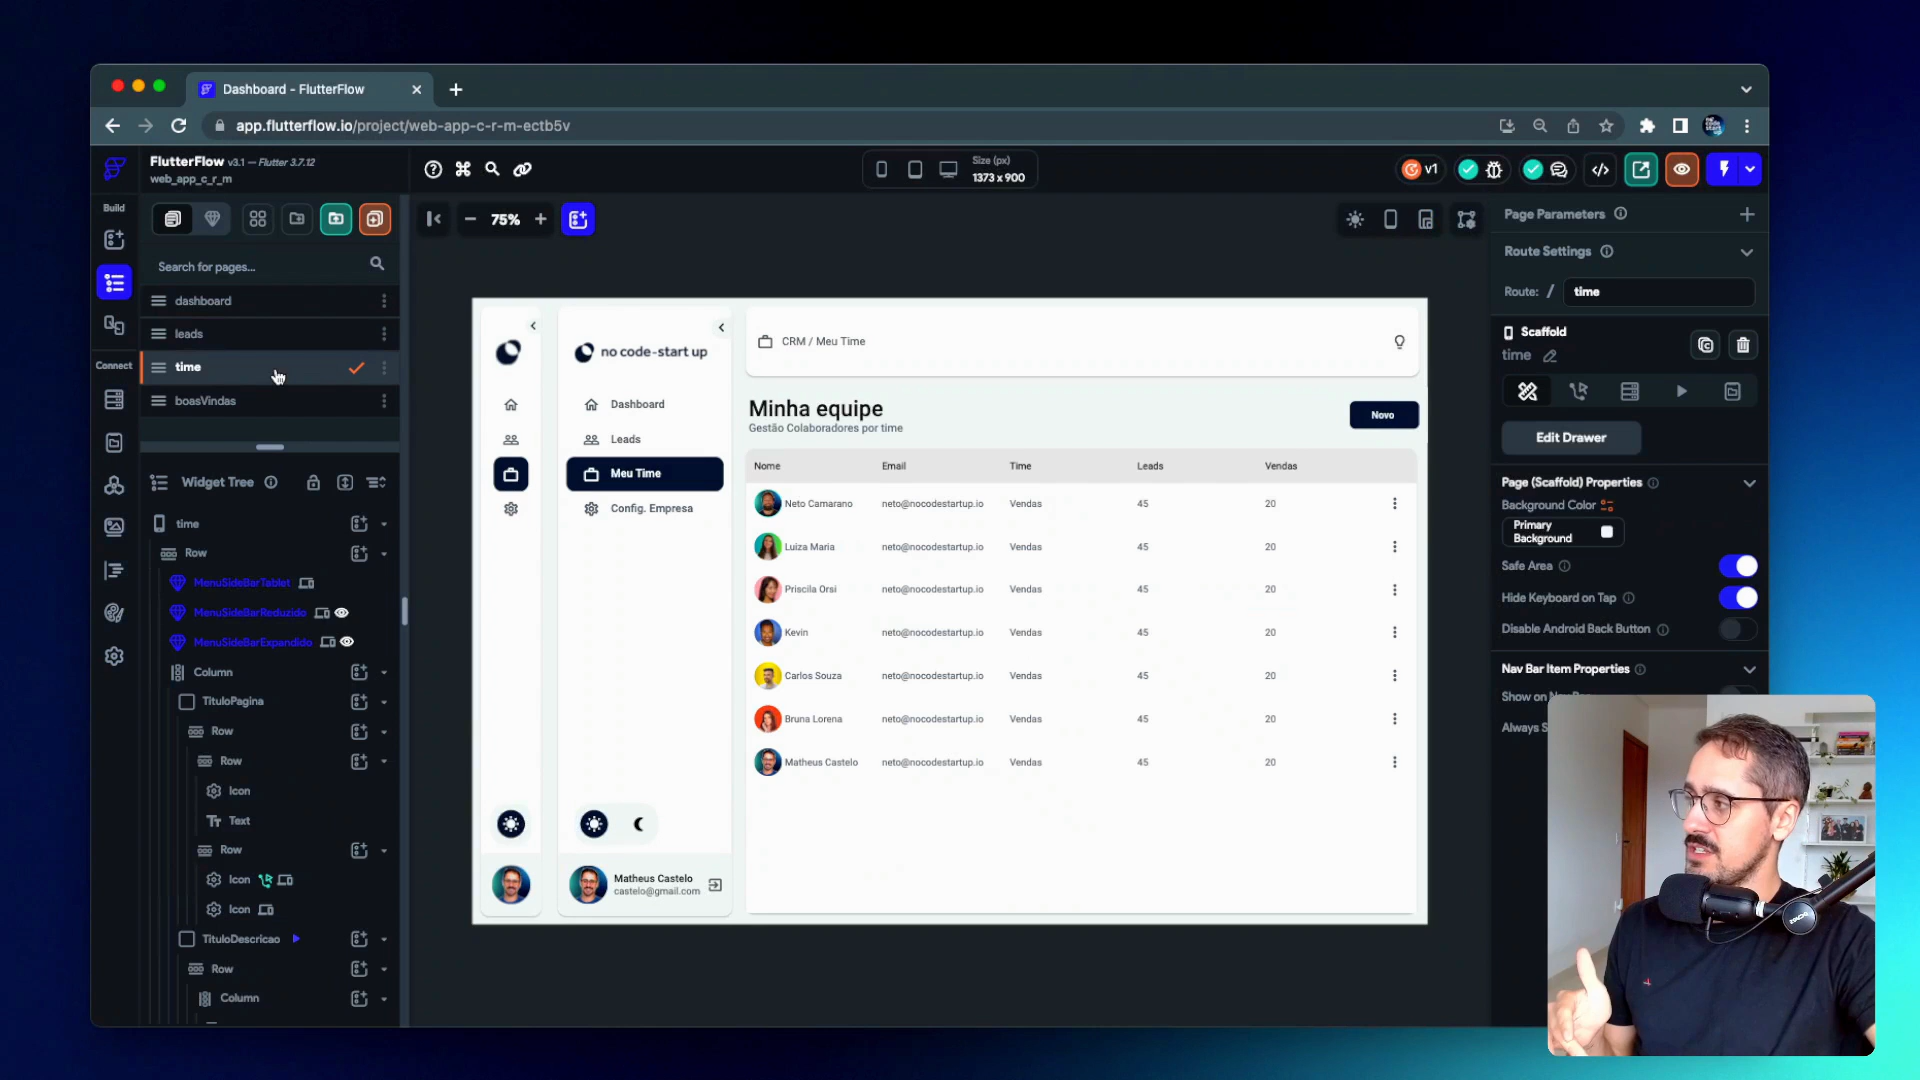 Dashboard - FlutterFlow
app.flutterflow.io/project/web-app-c-r-m-ectb5v
FlutterFlow v3.1 — Flutter 3.7.12
web_app_c_r_m
Size (px)
1373 x 900
v1
Build
75%
Page Parameters
Search for pages...
Route Settings
dashboard
Route: / time
leads
Scaffold
time
Connect
time
boasVindas
Edit Drawer
Widget Tree
Page (Scaffold) Properties
Background Color
Primary
Background
Safe Area
Hide Keyboard on Tap
Disable Android Back Button
Nav Bar Item Properties
Show on
Always S
time
Row
MenuSideBarTablet
MenuSideBarReduzido
MenuSideBarExpandido
Column
TituloPagina
Row
Row
Icon
Text
Row
Icon
Icon
TituloDescricao
Row
Column
no code-start up
Dashboard
Leads
Meu Time
Config. Empresa
Matheus Castelo
castelo@gmail.com
CRM / Meu Time
Minha equipe
Gestão Colaboradores por time
Novo
Nome Email Time Leads Vendas
Neto Camarano neto@nocodestartup.io Vendas 45 20
Luiza Maria neto@nocodestartup.io Vendas 45 20
Priscila Orsi neto@nocodestartup.io Vendas 45 20
Kevin neto@nocodestartup.io Vendas 45 20
Carlos Souza neto@nocodestartup.io Vendas 45 20
Bruna Lorena neto@nocodestartup.io Vendas 45 20
Matheus Castelo neto@nocodestartup.io Vendas 45 20